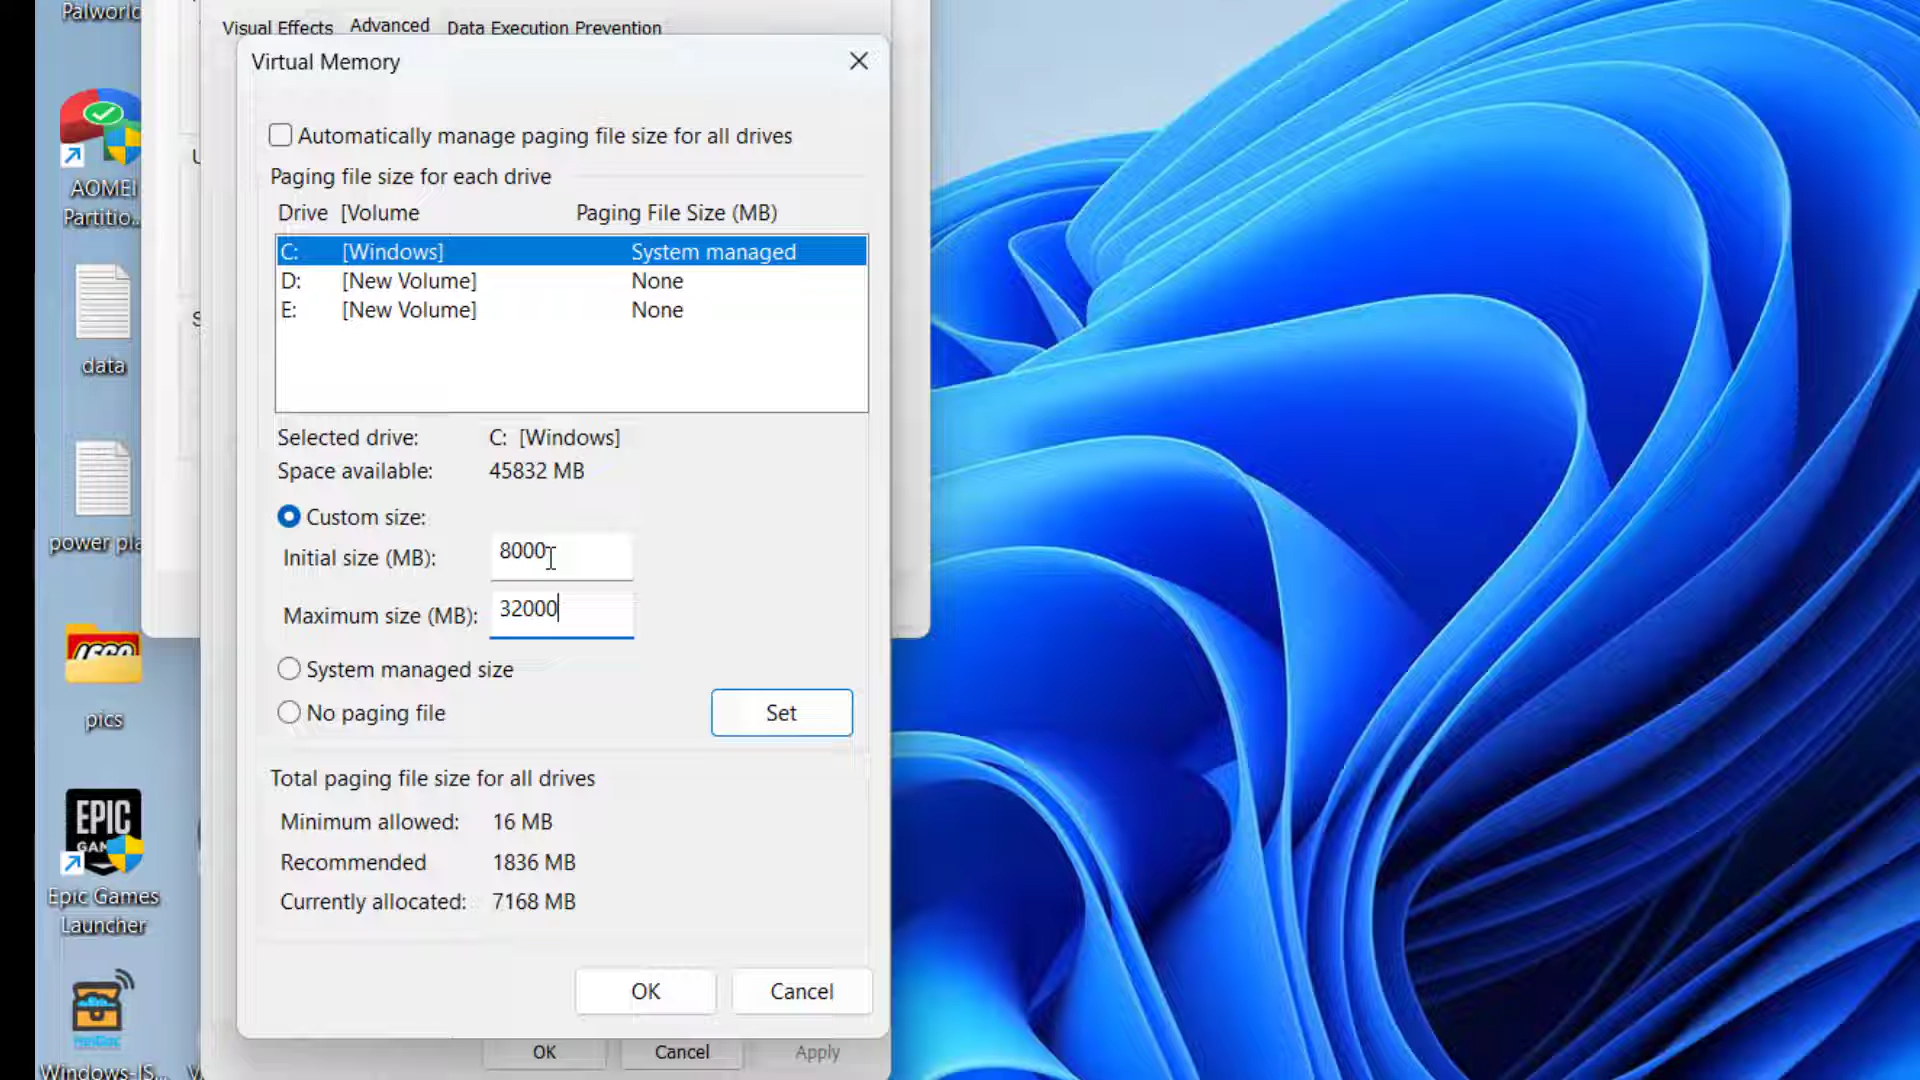 Palworld
AOMEI
Partitio...
data
power pla
LEGO
pics
EPIC
GAM
Epic Games
Launcher
Windows-IS...
Visual Effects Advanced Data Execution Prevention
Virtual Memory
Automatically manage paging file size for all drives
Paging file size for each drive
Drive [Volume Paging File Size (MB)
C: [Windows] System managed
D: [New Volume] None
E: [New Volume] None
Selected drive: C: [Windows]
Space available: 45832 MB
Custom size:
Initial size (MB): 8000
Maximum size (MB): 32000
System managed size
No paging file
Set
Total paging file size for all drives
Minimum allowed: 16 MB
Recommended 1836 MB
Currently allocated: 7168 MB
OK Cancel
OK Cancel Apply